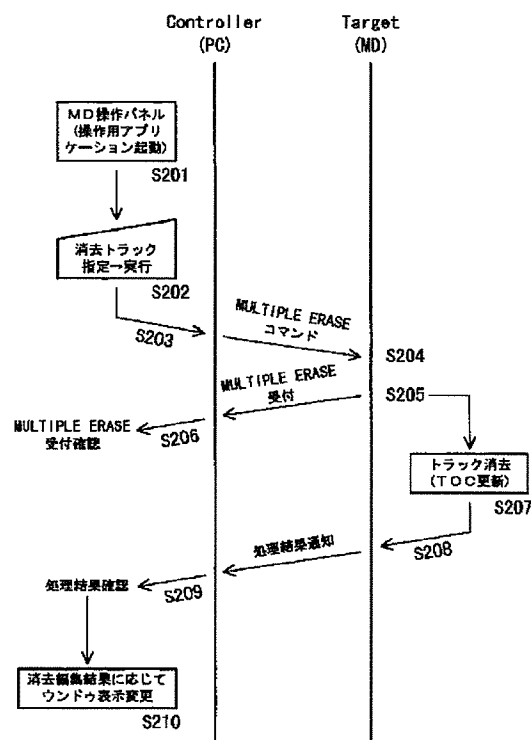 Controller
(PC)
Target
(MD)
MD操作パネル
(操作用アプリ
ケーション起動)
S201
消去トラック
指定→実行
S202
S203
MULTIPLE ERASE
コマンド
S204
MULTIPLE ERASE
受付
S205
MULTIPLE ERASE
受付確認
S206
トラック消去
(TOC更新)
S207
処理結果通知
S208
処理結果確認
S209
消去編集結果に応じて
ウンドゥ表示変更
S210